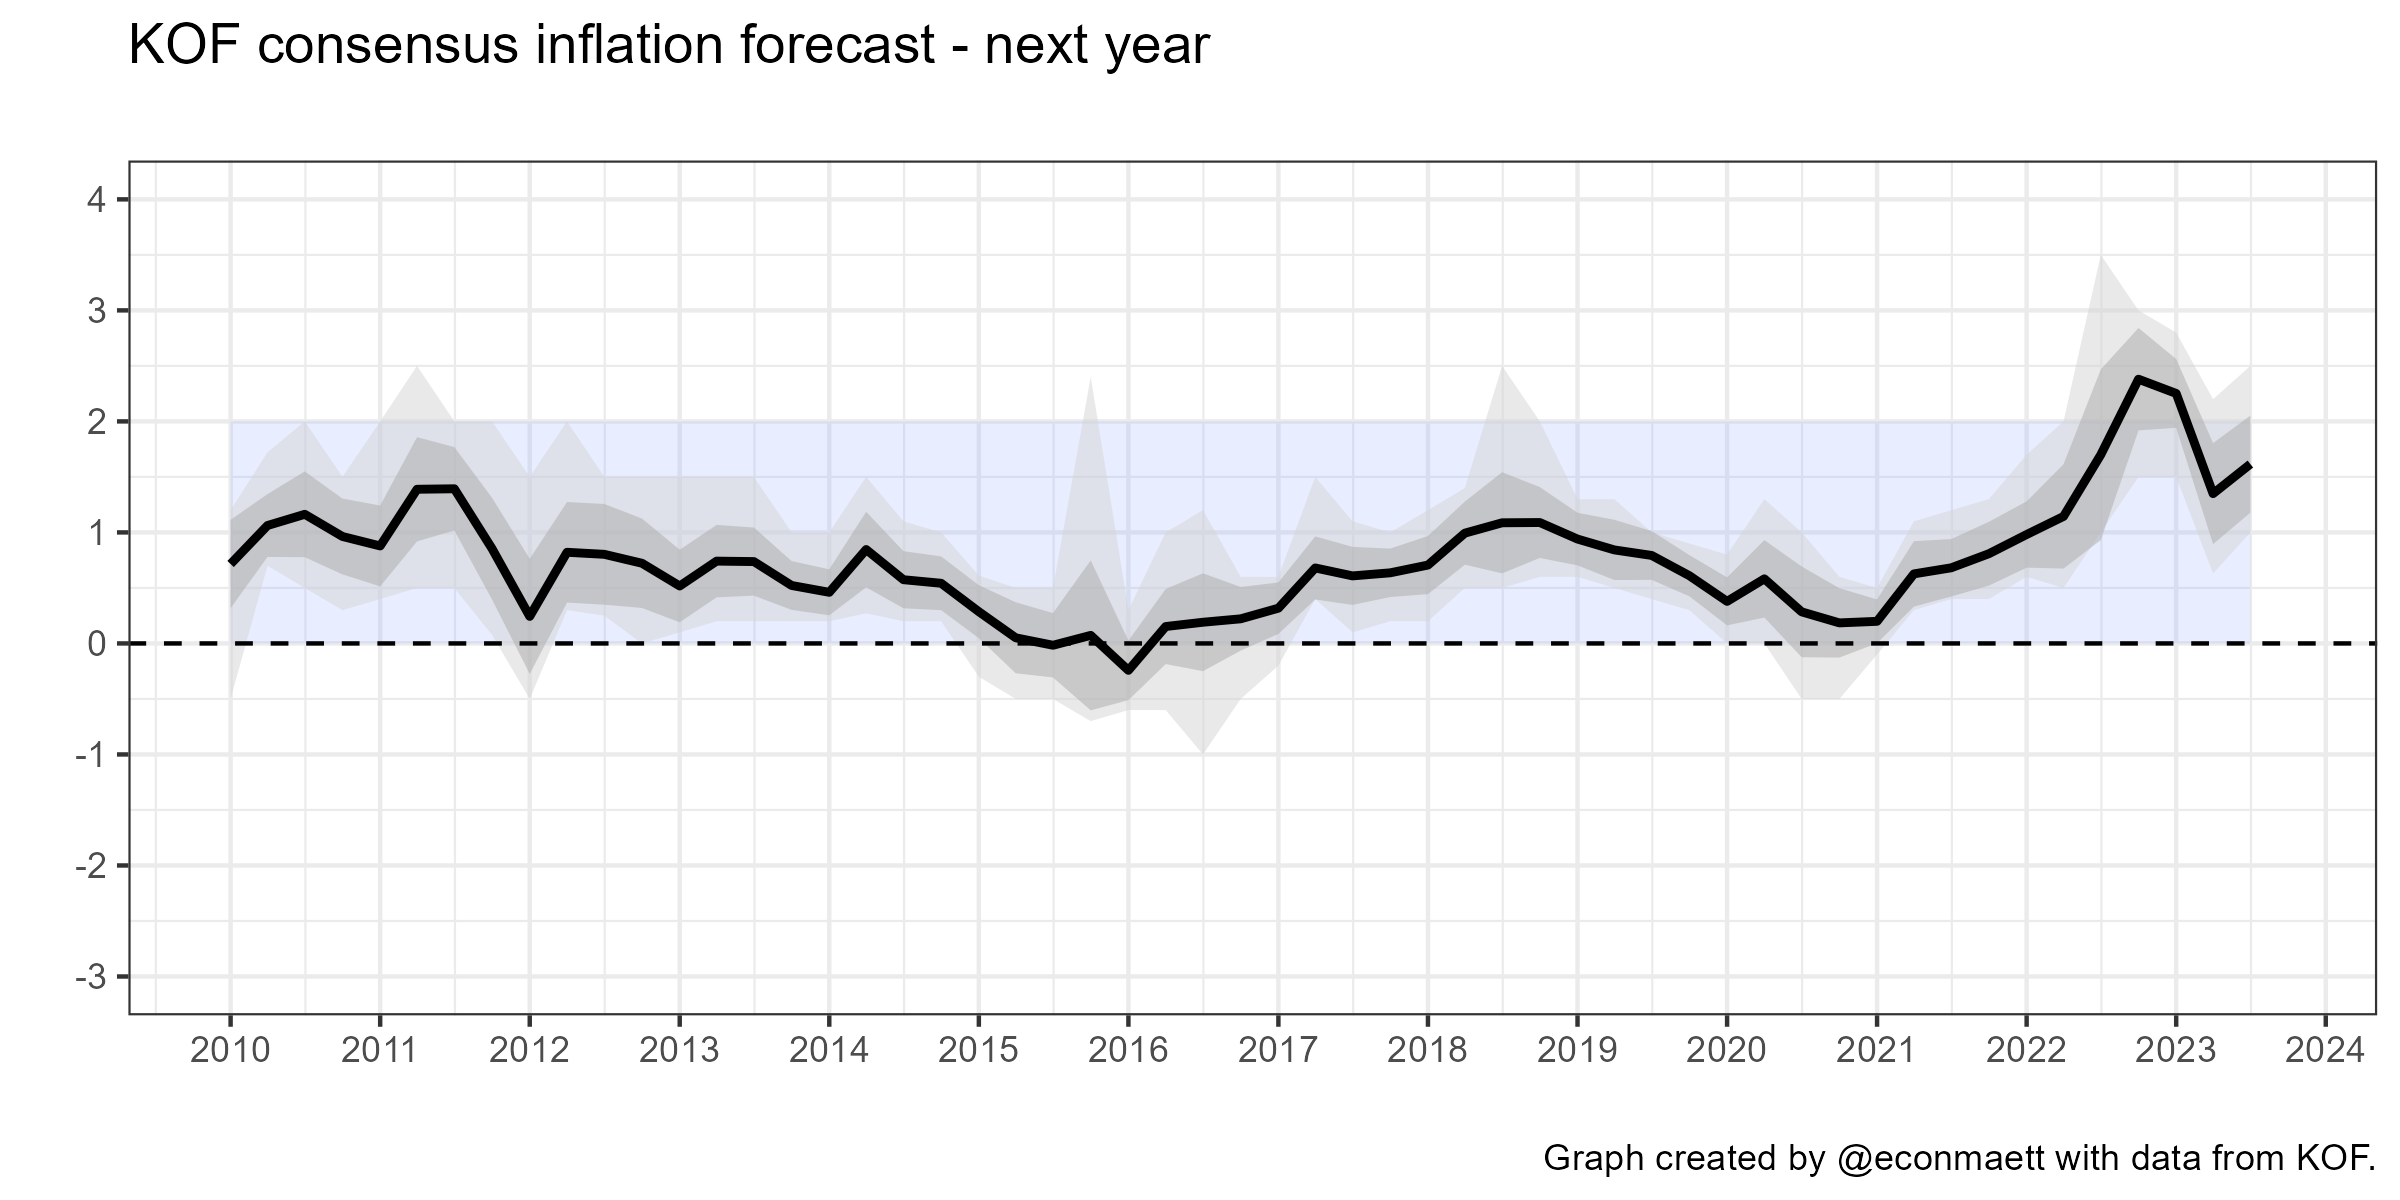 KOF consensus inflation forecast - next year
4
3
2
1
0
-1
-2
-3
2010 2011 2012 2013 2014 2015 2016 2017 2018 2019 2020 2021 2022 2023 2024
Graph created by @econmaett with data from KOF.